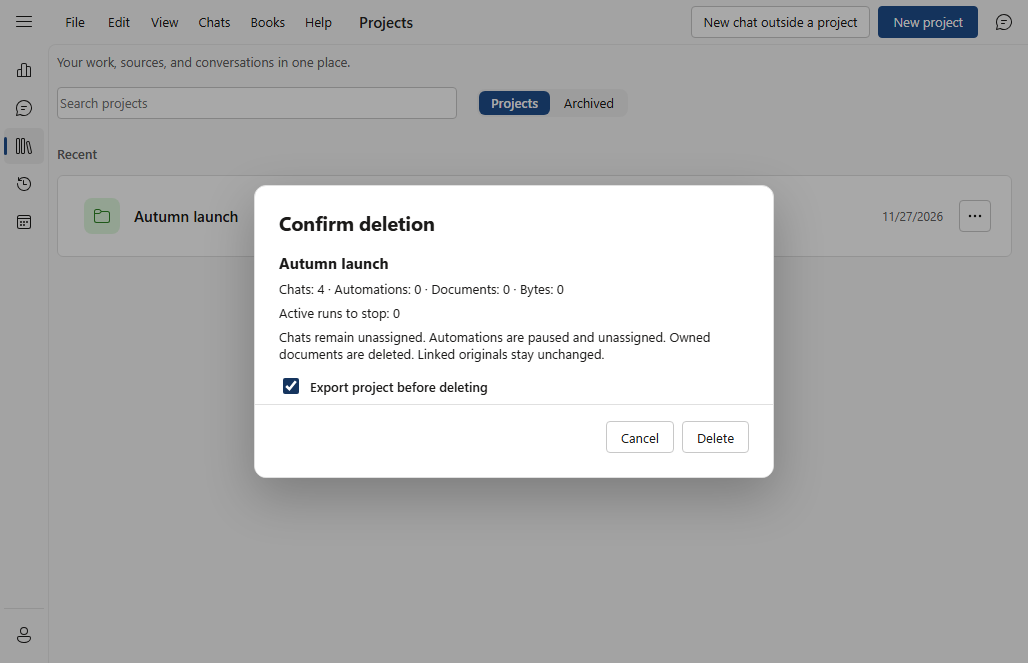 File Edit View Chats Books Help Projects New chat outside a project New project
Your work, sources, and conversations in one place.
Search projects Projects Archived
Recent
Autumn launch 11/27/2026
Confirm deletion
Autumn launch
Chats: 4 · Automations: 0 · Documents: 0 · Bytes: 0
Active runs to stop: 0
Chats remain unassigned. Automations are paused and unassigned. Owned
documents are deleted. Linked originals stay unchanged.
Export project before deleting
Cancel Delete